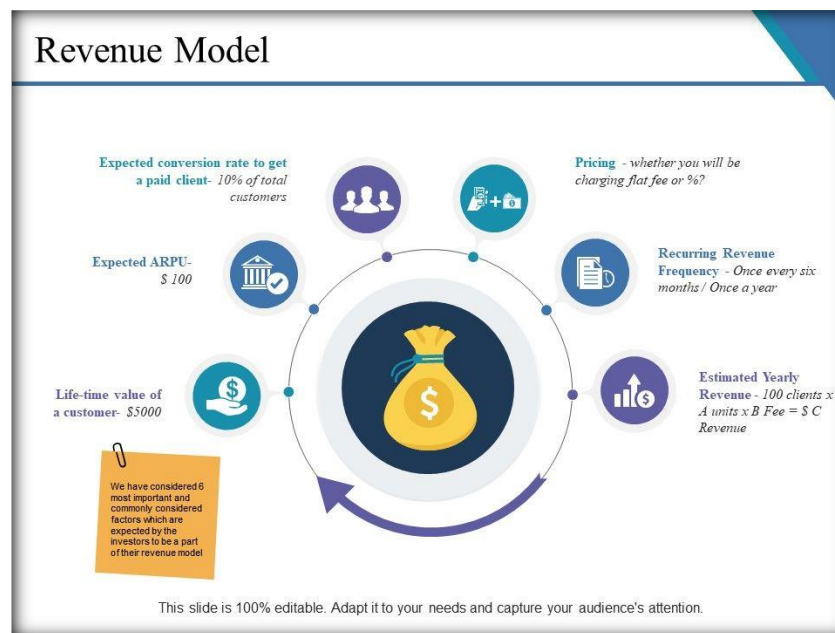 Revenue Model
Expected conversion rate to get
a paid client- 10% of total
customers
Pricing - whether you will be
charging flat fee or %?
Expected ARPU-
$ 100
Recurring Revenue
Frequency - Once every six
months / Once a year
Life-time value of
a customer- $5000
Estimated Yearly
Revenue - 100 clients x
A units x B Fee = $ C
Revenue
$
$
$
We have considered 6
most important and
commonly considered
factors which are
expected by the
investors to be a part
of their revenue model
This slide is 100% editable. Adapt it to your needs and capture your audience's attention.